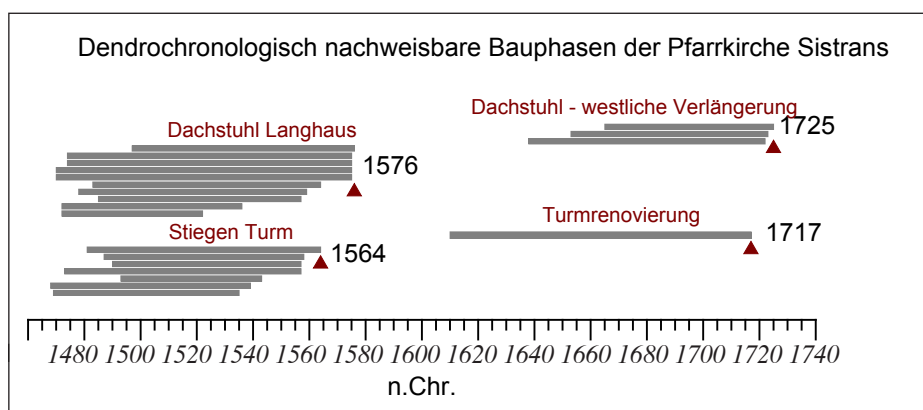 Dendrochronologisch nachweisbare Bauphasen der Pfarrkirche Sistrans
Dachstuhl - westliche Verlängerung
1725
Dachstuhl Langhaus
1576
Turmrenovierung
1717
Stiegen Turm
1564
1480 1500 1520 1540 1560 1580 1600 1620 1640 1660 1680 1700 1720 1740
n.Chr.